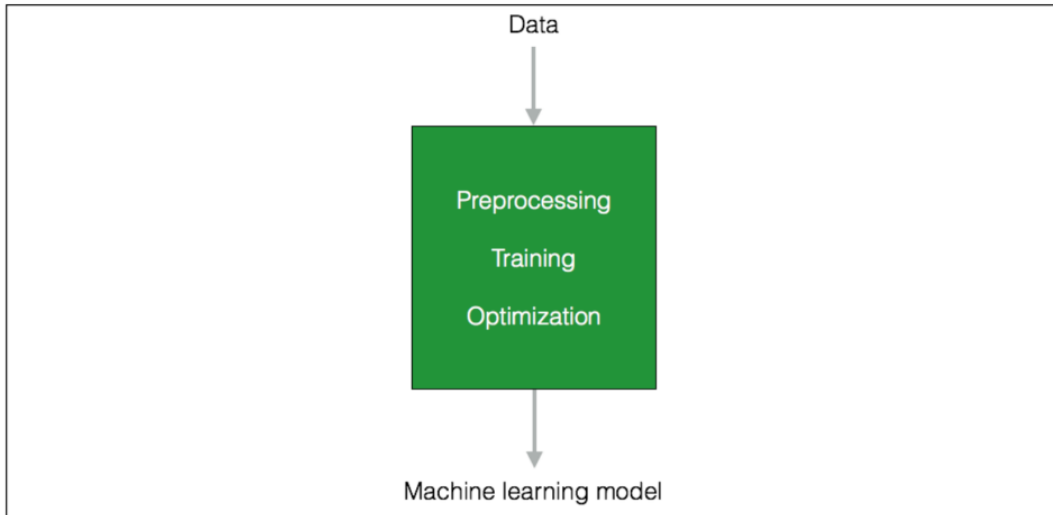 Data
Preprocessing
Training
Optimization
Machine learning model